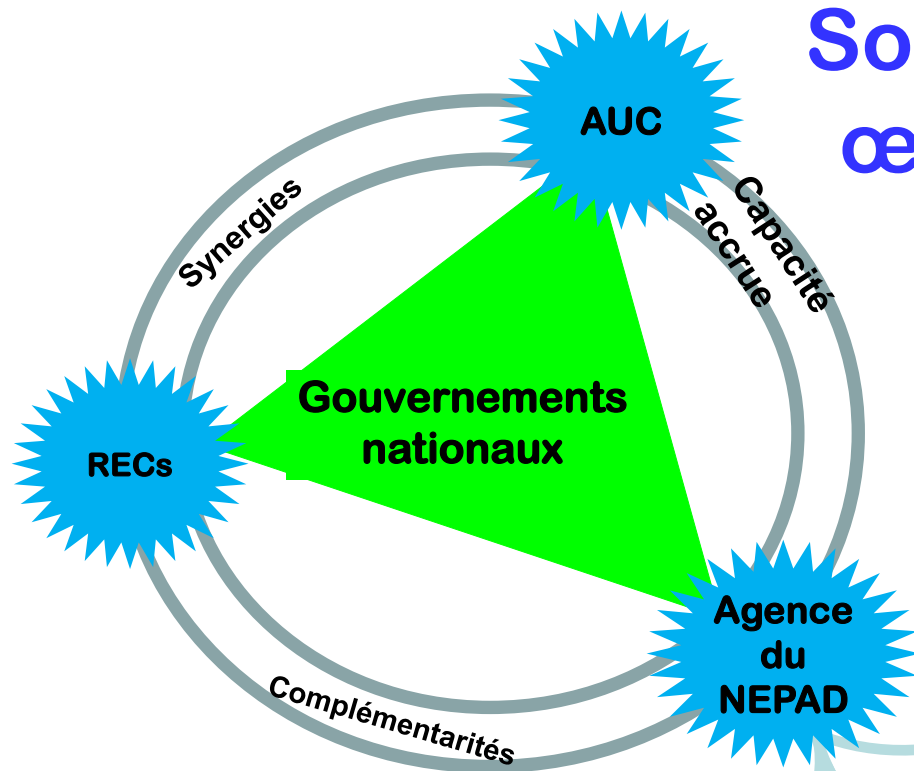 So
œ
AUC
Synergies
Capacité
accrue
Gouvernements
nationaux
RECs
Agence
du
NEPAD
Complémentarités